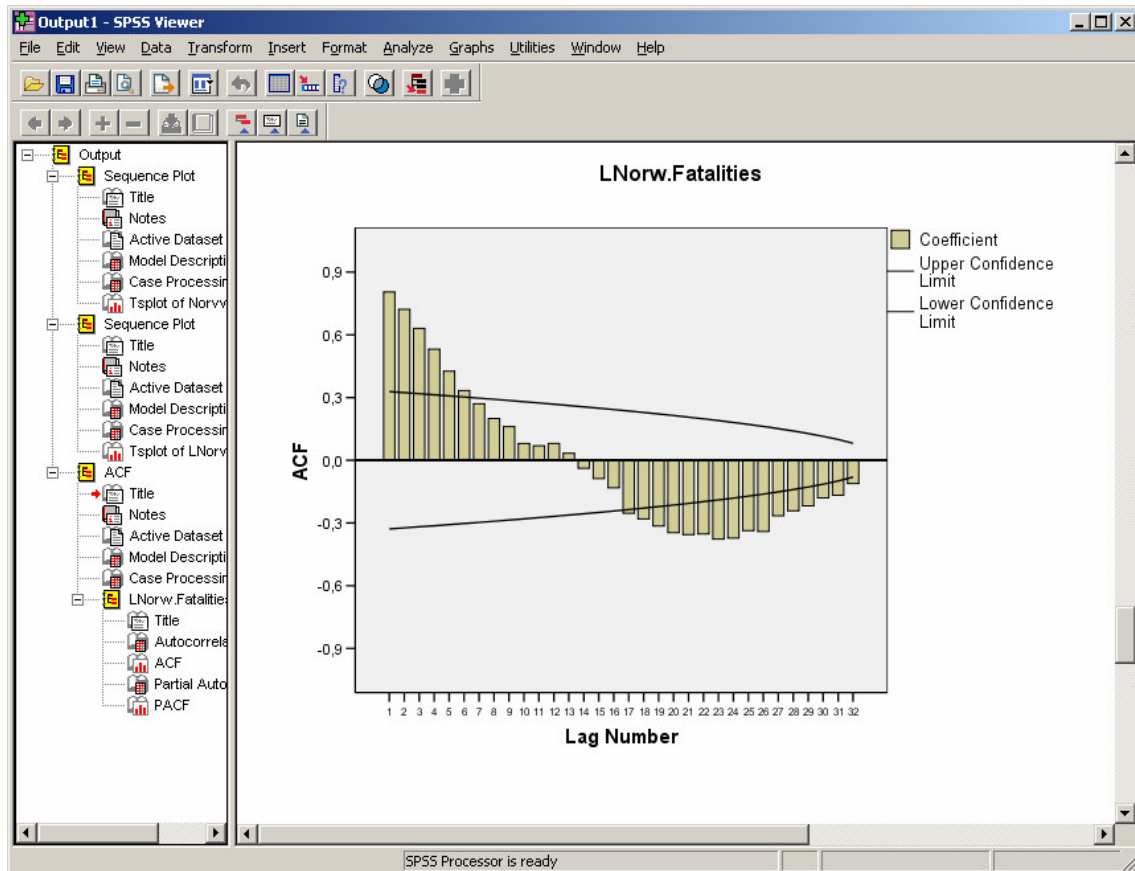 Output1 - SPSS Viewer
File Edit View Data Transform Insert Format Analyze Graphs Utilities Window Help
Output
Sequence Plot
Title
Notes
Active Dataset
Model Descripti
Case Processin
Tsplot of Norvv
Sequence Plot
Title
Notes
Active Dataset
Model Descripti
Case Processin
Tsplot of LNorv
ACF
Title
Notes
Active Dataset
Model Descripti
Case Processin
LNorw.Fatalitie
Title
Autocorrela
ACF
Partial Auto
PACF
LNorw.Fatalities
Coefficient
Upper Confidence
Limit
Lower Confidence
Limit
ACF
0,9
0,6
0,3
0,0
-0,3
-0,6
-0,9
1 2 3 4 5 6 7 8 9 10 11 12 13 14 15 16 17 18 19 20 21 22 23 24 25 26 27 28 29 30 31 32
Lag Number
SPSS Processor is ready